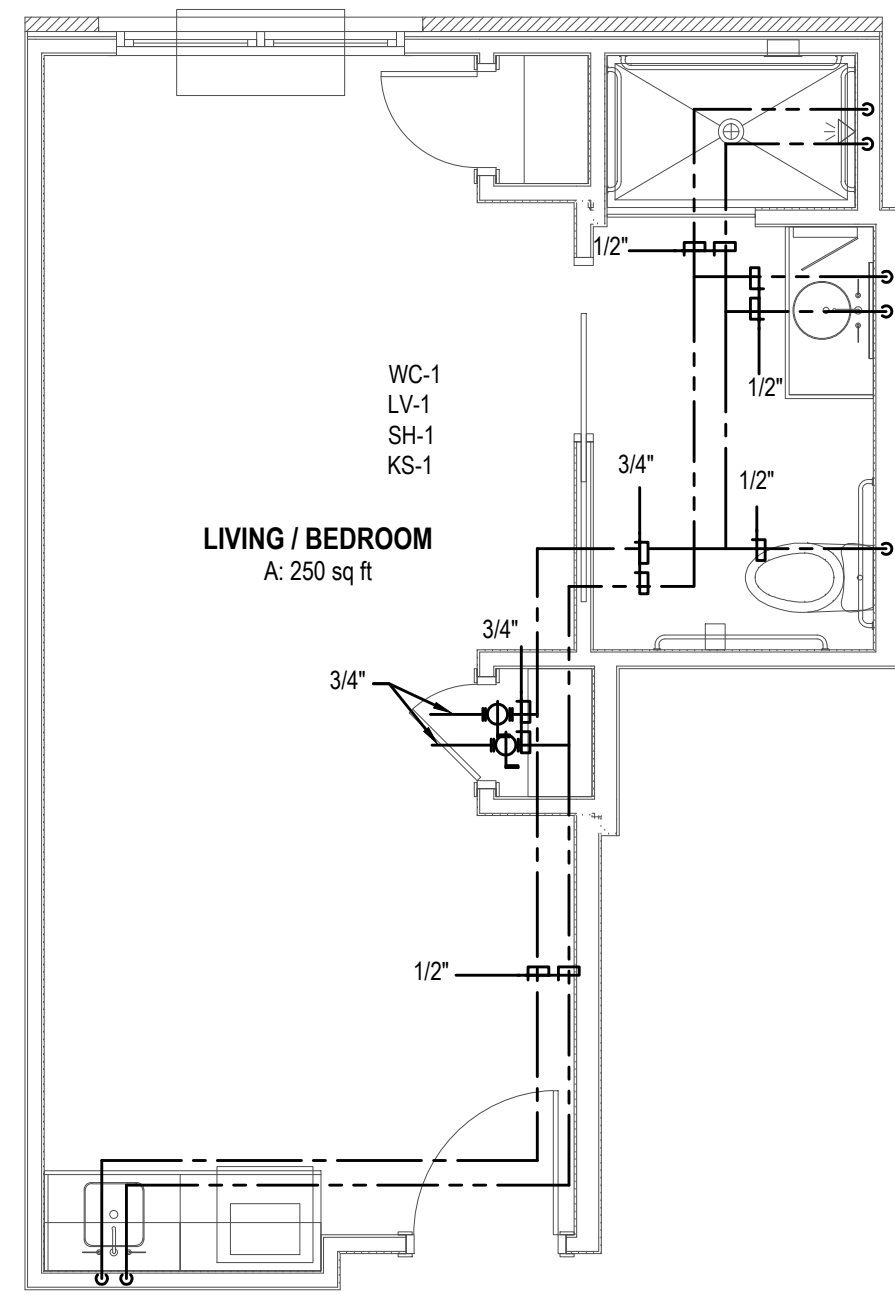 1/2"
WC-1
LV-1
SH-1
KS-1
1/2"
3/4"
1/2"
LIVING / BEDROOM
A: 250 sq ft
3/4"
3/4"
1/2"